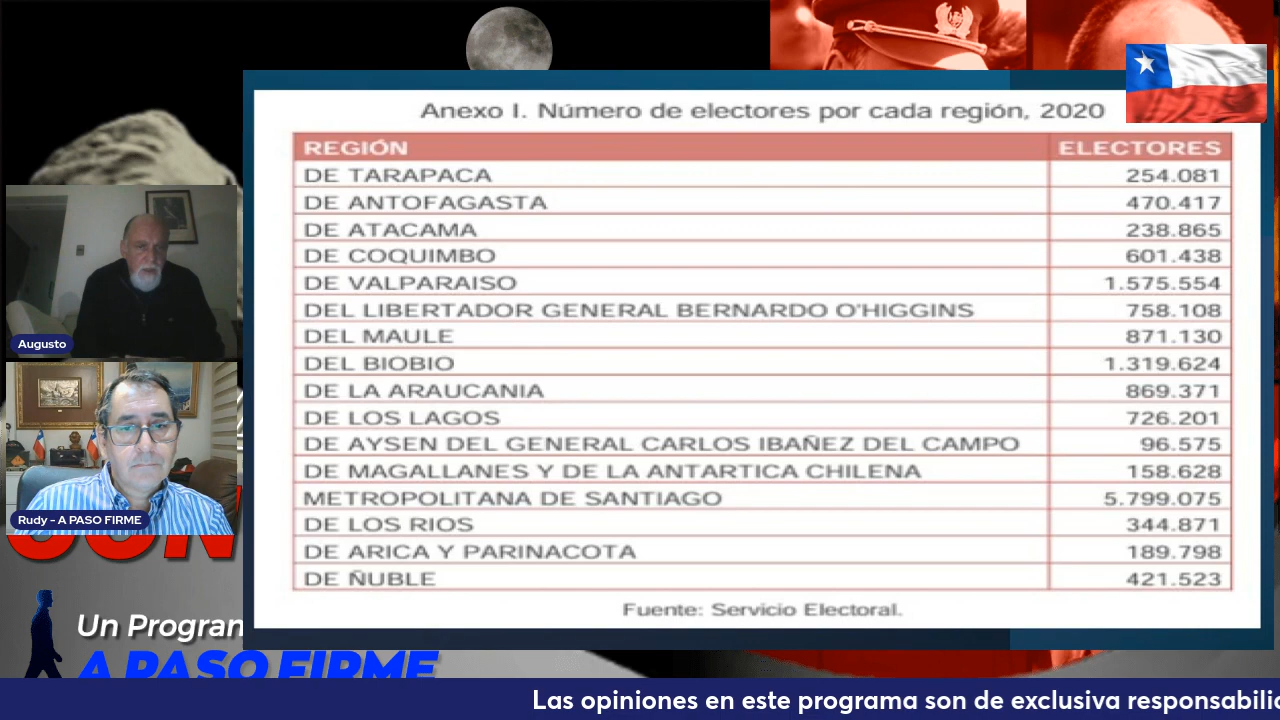 Anexo I. Número de electores por cada región, 2020
REGIÓN ELECTORES
DE TARAPACA 254.081
DE ANTOFAGASTA 470.417
DE ATACAMA 238.865
DE COQUIMBO 601.438
DE VALPARAISO 1.575.554
DEL LIBERTADOR GENERAL BERNARDO O'HIGGINS 758.108
DEL MAULE 871.130
DEL BIOBIO 1.319.624
DE LA ARAUCANIA 869.371
DE LOS LAGOS 726.201
DE AYSEN DEL GENERAL CARLOS IBAÑEZ DEL CAMPO 96.575
DE MAGALLANES Y DE LA ANTARTICA CHILENA 158.628
METROPOLITANA DE SANTIAGO 5.799.075
DE LOS RIOS 344.871
DE ARICA Y PARINACOTA 189.798
DE ÑUBLE 421.523
Fuente: Servicio Electoral.
Augusto
Rudy - A PASO FIRME
Un Program
A PASO FIRME
Las opiniones en este programa son de exclusiva responsabilid